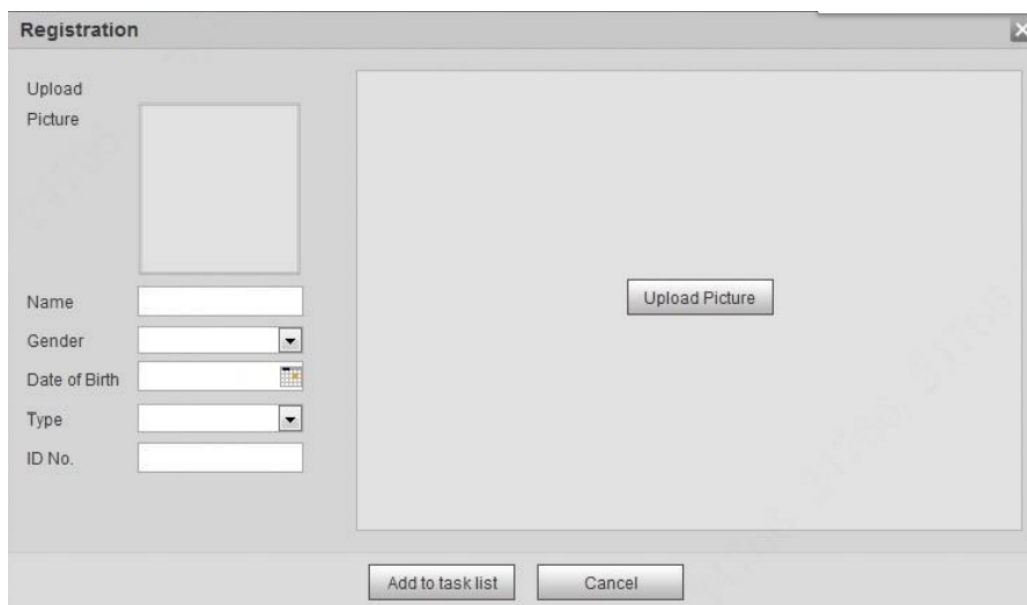 Registration
Upload
Picture
Name
Gender
Date of Birth
Type
ID No.
Upload Picture
Add to task list
Cancel